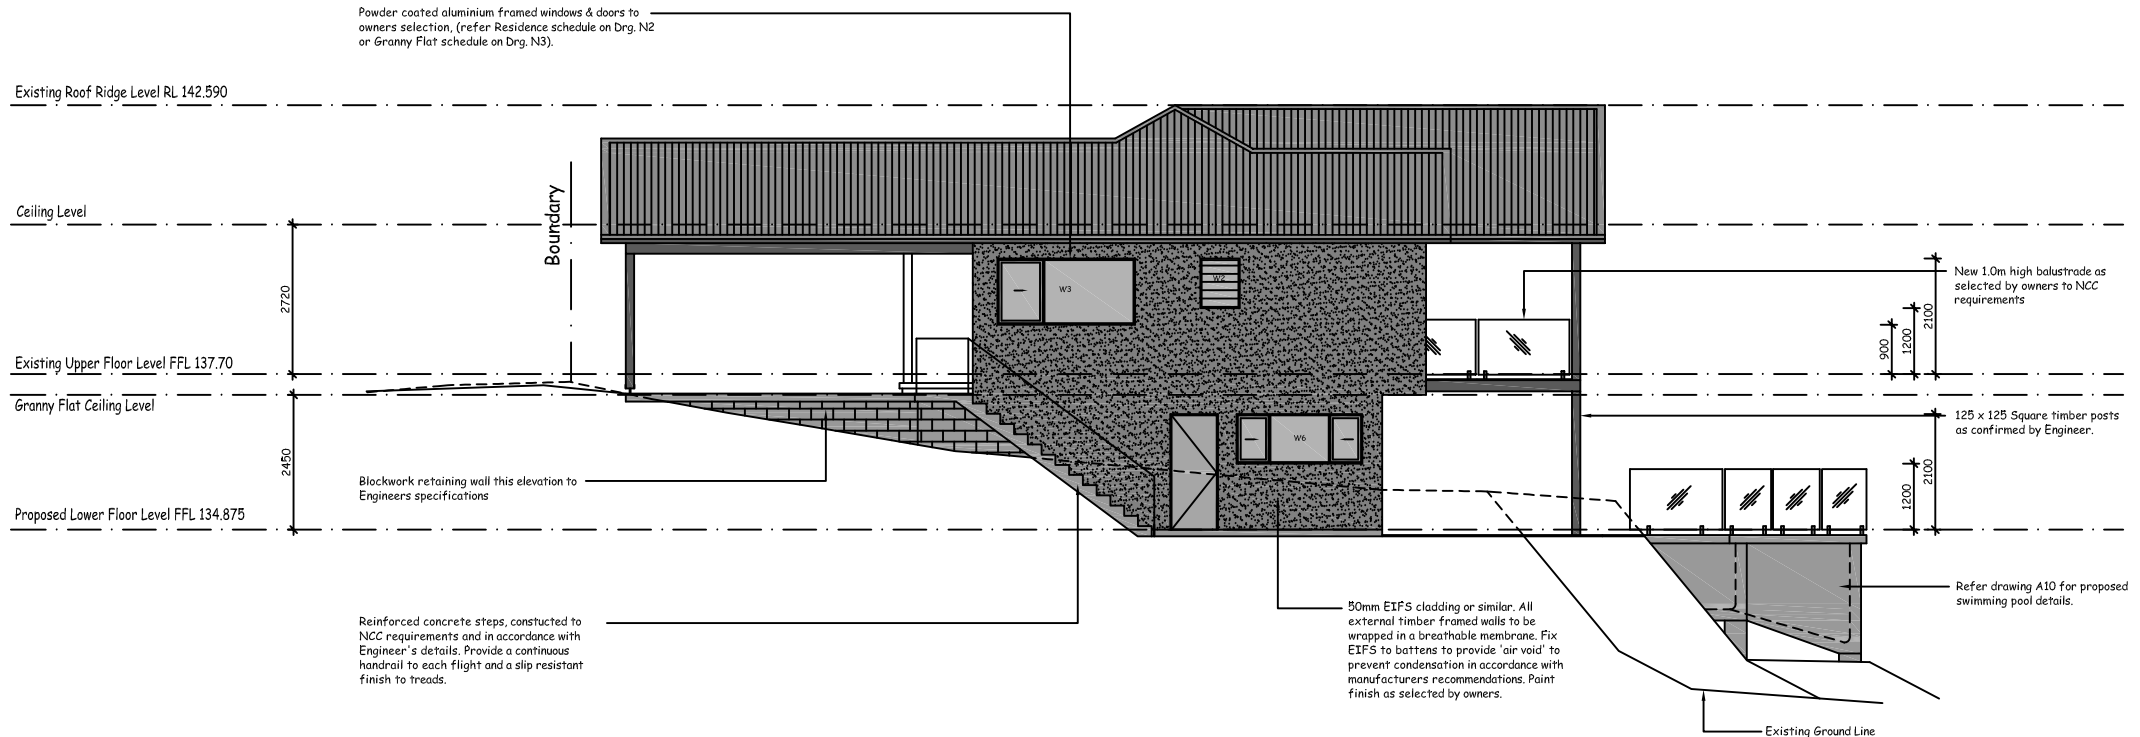 Powder coated aluminium framed windows & doors to
owners selection, (refer Residence schedule on Drg. N2
or Granny Flat schedule on Drg. N3).
Existing Roof Ridge Level RL 142.590
Ceiling Level
Boundary
2720
W3
W2
New 1.0m high balustrade as
selected by owners to NCC
requirements
900
1200
2100
Existing Upper Floor Level FFL 137.70
Granny Flat Ceiling Level
125 x 125 Square timber posts
as confirmed by Engineer.
W6
2450
1200
2100
Blockwork retaining wall this elevation to
Engineers specifications
Proposed Lower Floor Level FFL 134.875
Refer drawing A10 for proposed
swimming pool details.
Reinforced concrete steps, constucted to
NCC requirements and in accordance with
Engineer's details. Provide a continuous
handrail to each flight and a slip resistant
finish to treads.
50mm EIFS cladding or similar. All
external timber framed walls to be
wrapped in a breathable membrane. Fix
EIFS to battens to provide 'air void' to
prevent condensation in accordance with
manufacturers recommendations. Paint
finish as selected by owners.
Existing Ground Line